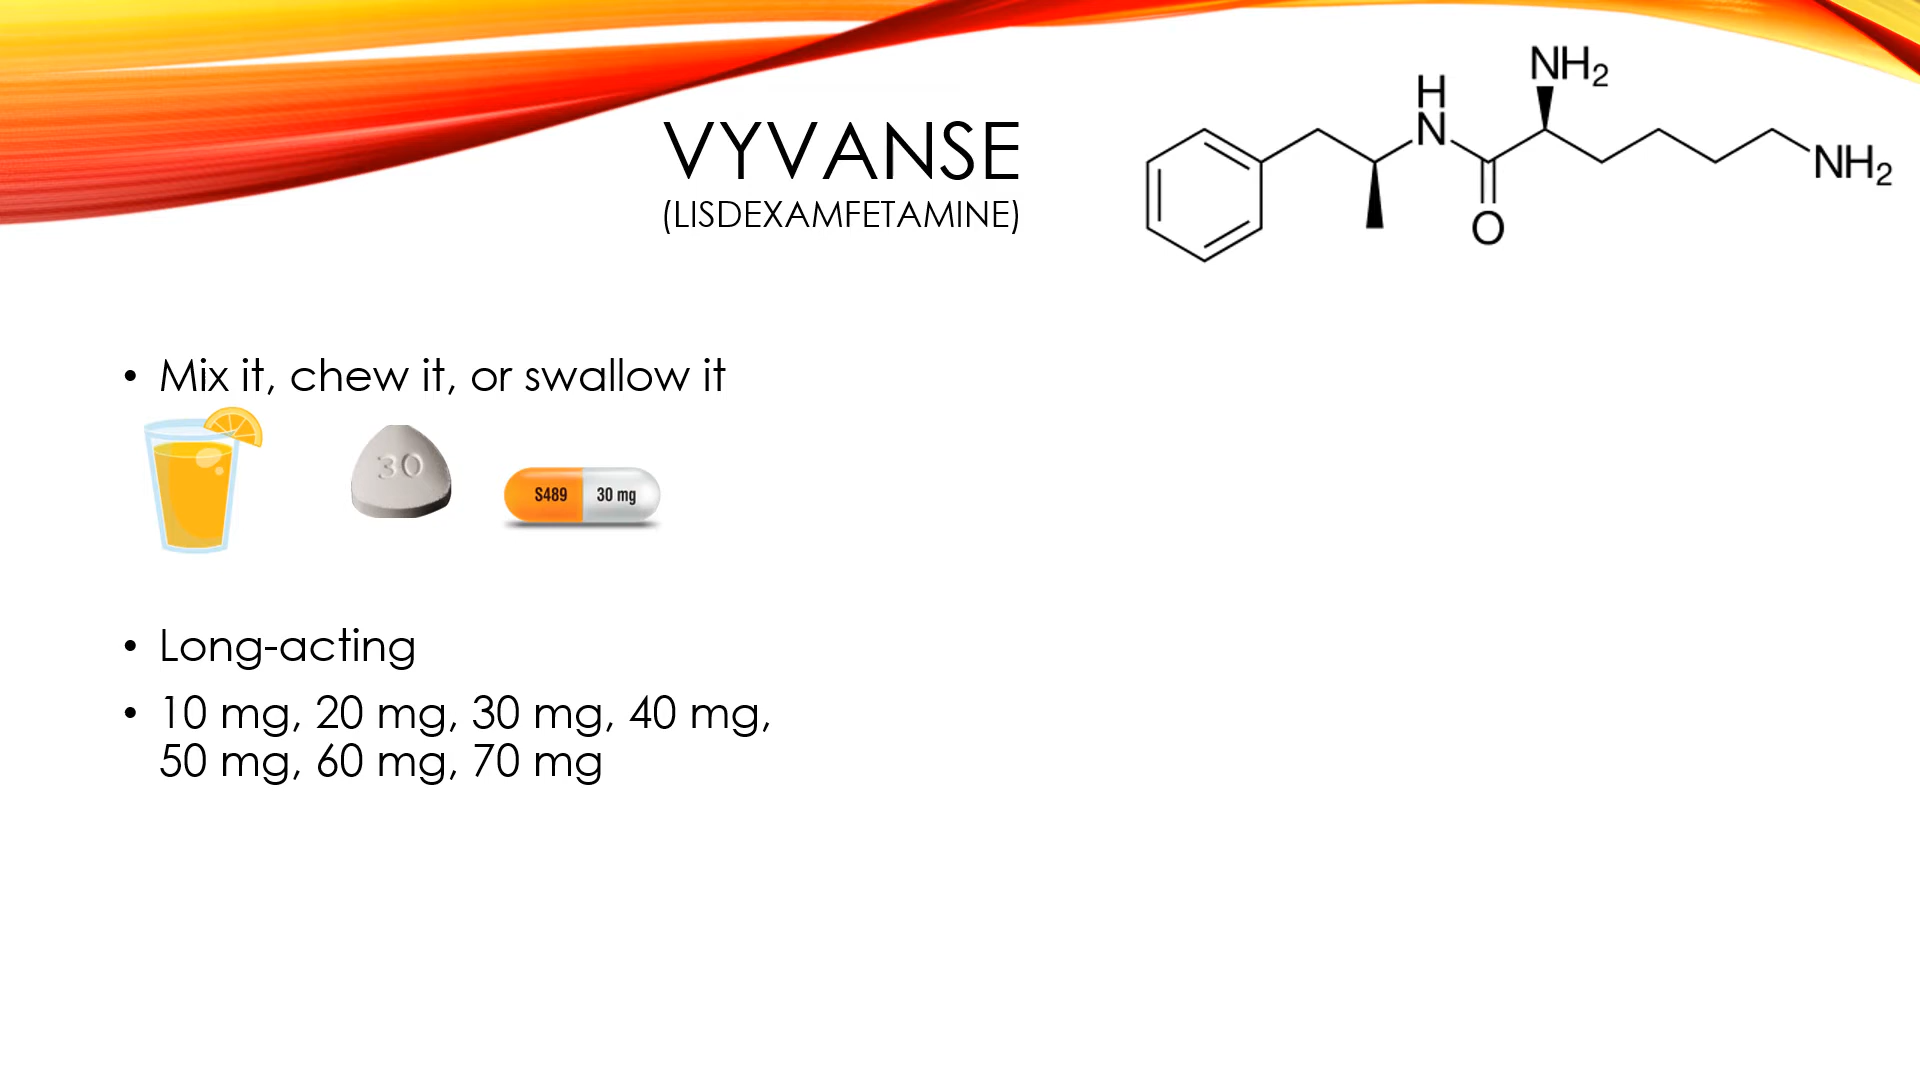 VYVANSE
(LISDEXAMFETAMINE)
H
N
NH2
NH2
O
• Mix it, chew it, or swallow it
30
S489 30 mg
• Long-acting
• 10 mg, 20 mg, 30 mg, 40 mg,
50 mg, 60 mg, 70 mg